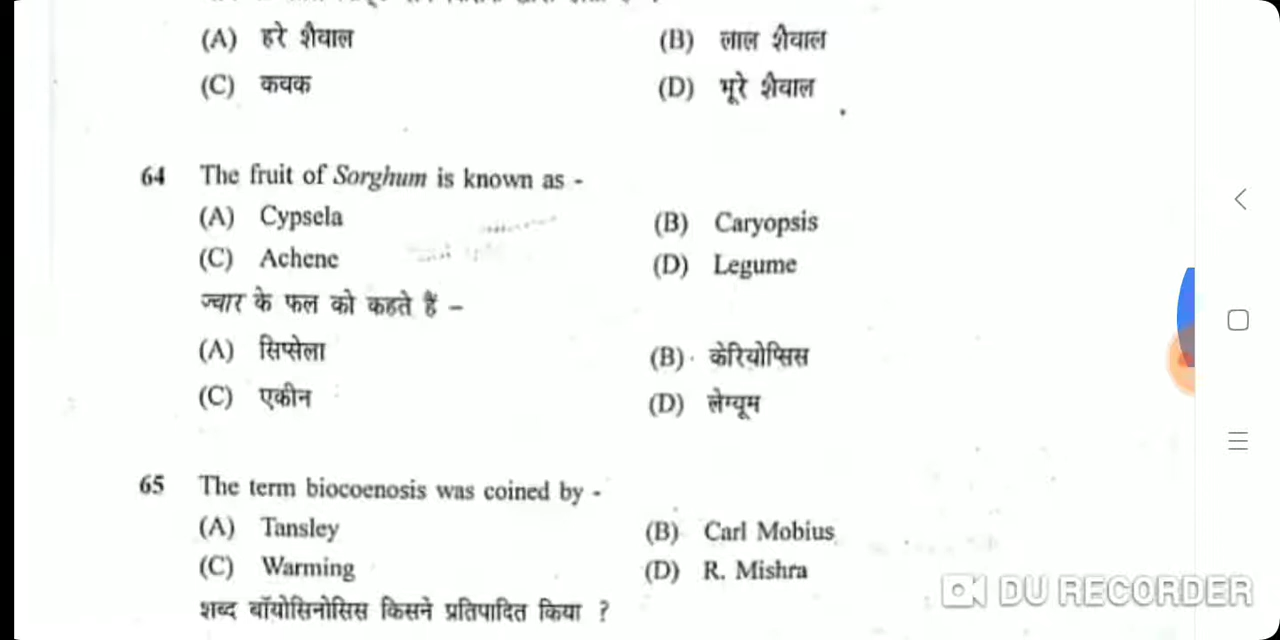 (A) हरे शैवाल (B) लाल शैवाल
(C) कवक (D) भूरे शैवाल
64 The fruit of Sorghum is known as -
(A) Cypsela (B) Caryopsis
(C) Achene (D) Legume
ज्वार के फल को कहते हैं –
(A) सिप्सेला (B) केरियोप्सिस
(C) एकीन (D) लेग्यूम
65 The term biocoenosis was coined by -
(A) Tansley (B) Carl Mobius
(C) Warming (D) R. Mishra
शब्द बॉयोसिनोसिस किसने प्रतिपादित किया ?
DU RECORDER